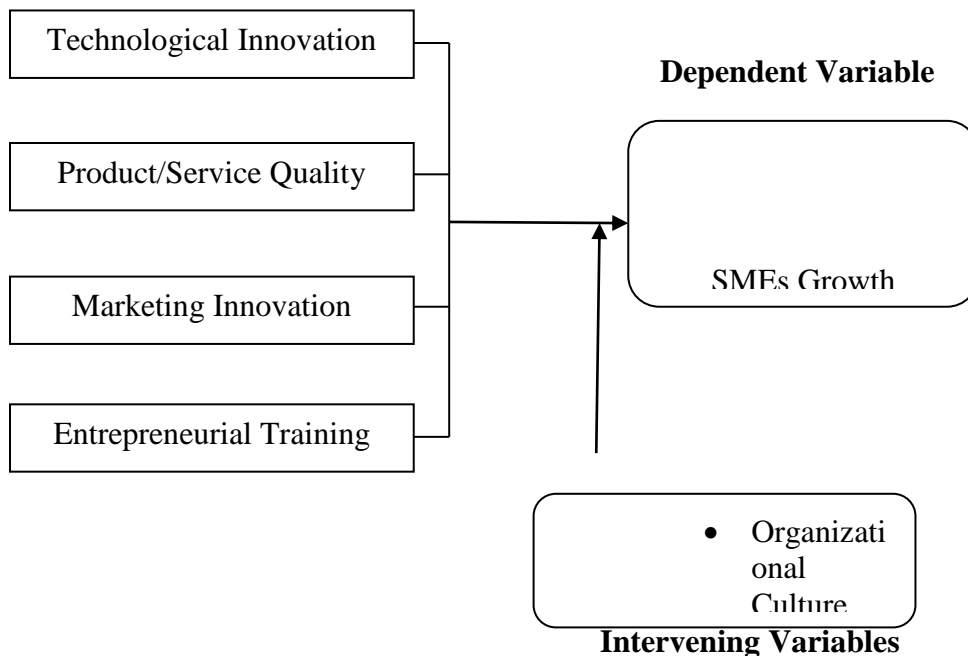 Technological Innovation
Dependent Variable
Product/Service Quality
SMEs Growth
Marketing Innovation
Entrepreneurial Training
• Organizati
onal
Culture
Intervening Variables